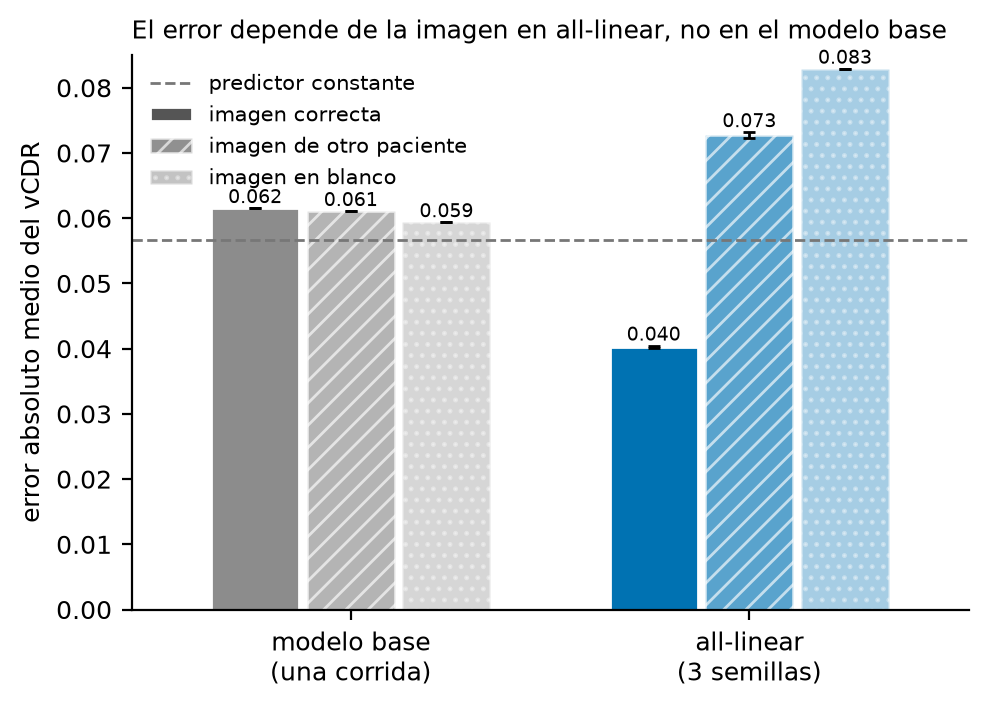 El error depende de la imagen en all-linear, no en el modelo base
error absoluto medio del vCDR
0.08
0.07
0.06
0.05
0.04
0.03
0.02
0.01
0.00
predictor constante
imagen correcta
imagen de otro paciente
imagen en blanco
0.062
0.061
0.059
0.040
0.073
0.083
modelo base
(una corrida)
all-linear
(3 semillas)